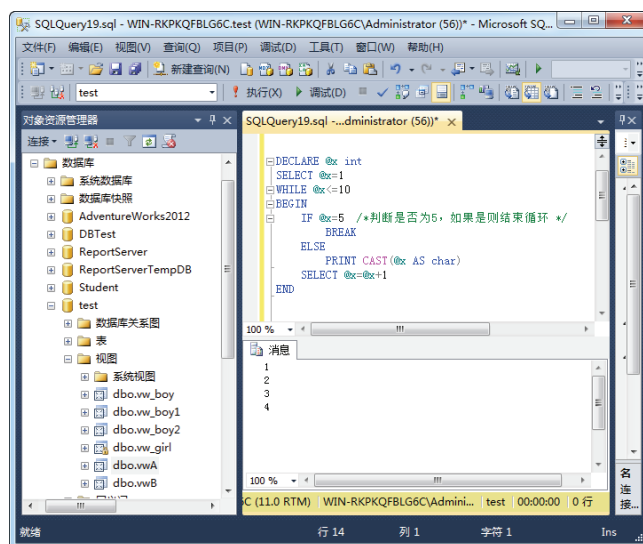 SQLQuery19.sql - WIN-RKPKQFBLG6C.test (WIN-RKPKQFBLG6C\Administrator (56))* - Microsoft SQ...
文件(F) 编辑(E) 视图(V) 查询(Q) 项目(P) 调试(D) 工具(T) 窗口(W) 帮助(H)
新建查询(N)
test 执行(X) 调试(D)
对象资源管理器
连接
数据库
系统数据库
数据库快照
AdventureWorks2012
DBTest
ReportServer
ReportServerTempDB
Student
test
数据库关系图
表
视图
系统视图
dbo.vw_boy
dbo.vw_boy1
dbo.vw_boy2
dbo.vw_girl
dbo.vwA
dbo.vwB
SQLQuery19.sql -...dministrator (56))*
DECLARE @x int
SELECT @x=1
WHILE @x<=10
BEGIN
IF @x=5 /*判断是否为5，如果是则结束循环 */
BREAK
ELSE
PRINT CAST(@x AS char)
SELECT @x=@x+1
END
100 %
消息
1
2
3
4
100 %
6C (11.0 RTM) WIN-RKPKQFBLG6C\Admini... test 00:00:00 0 行
名
连
接...
就绪 行 14 列 1 字符 1 Ins